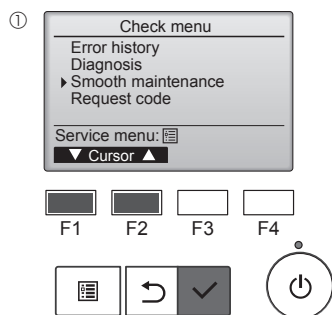 ①
Check menu
Error history
Diagnosis
Smooth maintenance
Request code
Service menu:
▼ Cursor ▲
F1 F2 F3 F4